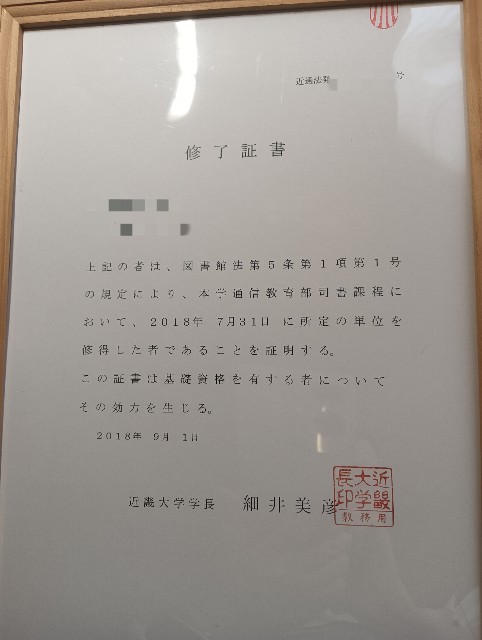 近通法発 号
修了証書
上記の者は、図書館法第5条第1項第1号
の規定により、本学通信教育部司書課程に
おいて、2018年 7月31日 に所定の単位を
修得した者であることを証明する。
この証書は基礎資格を有する者について
その効力を生じる。
2018年 9月 1日
近畿大学学長 細井美彦
近畿
大学
長印
教務用